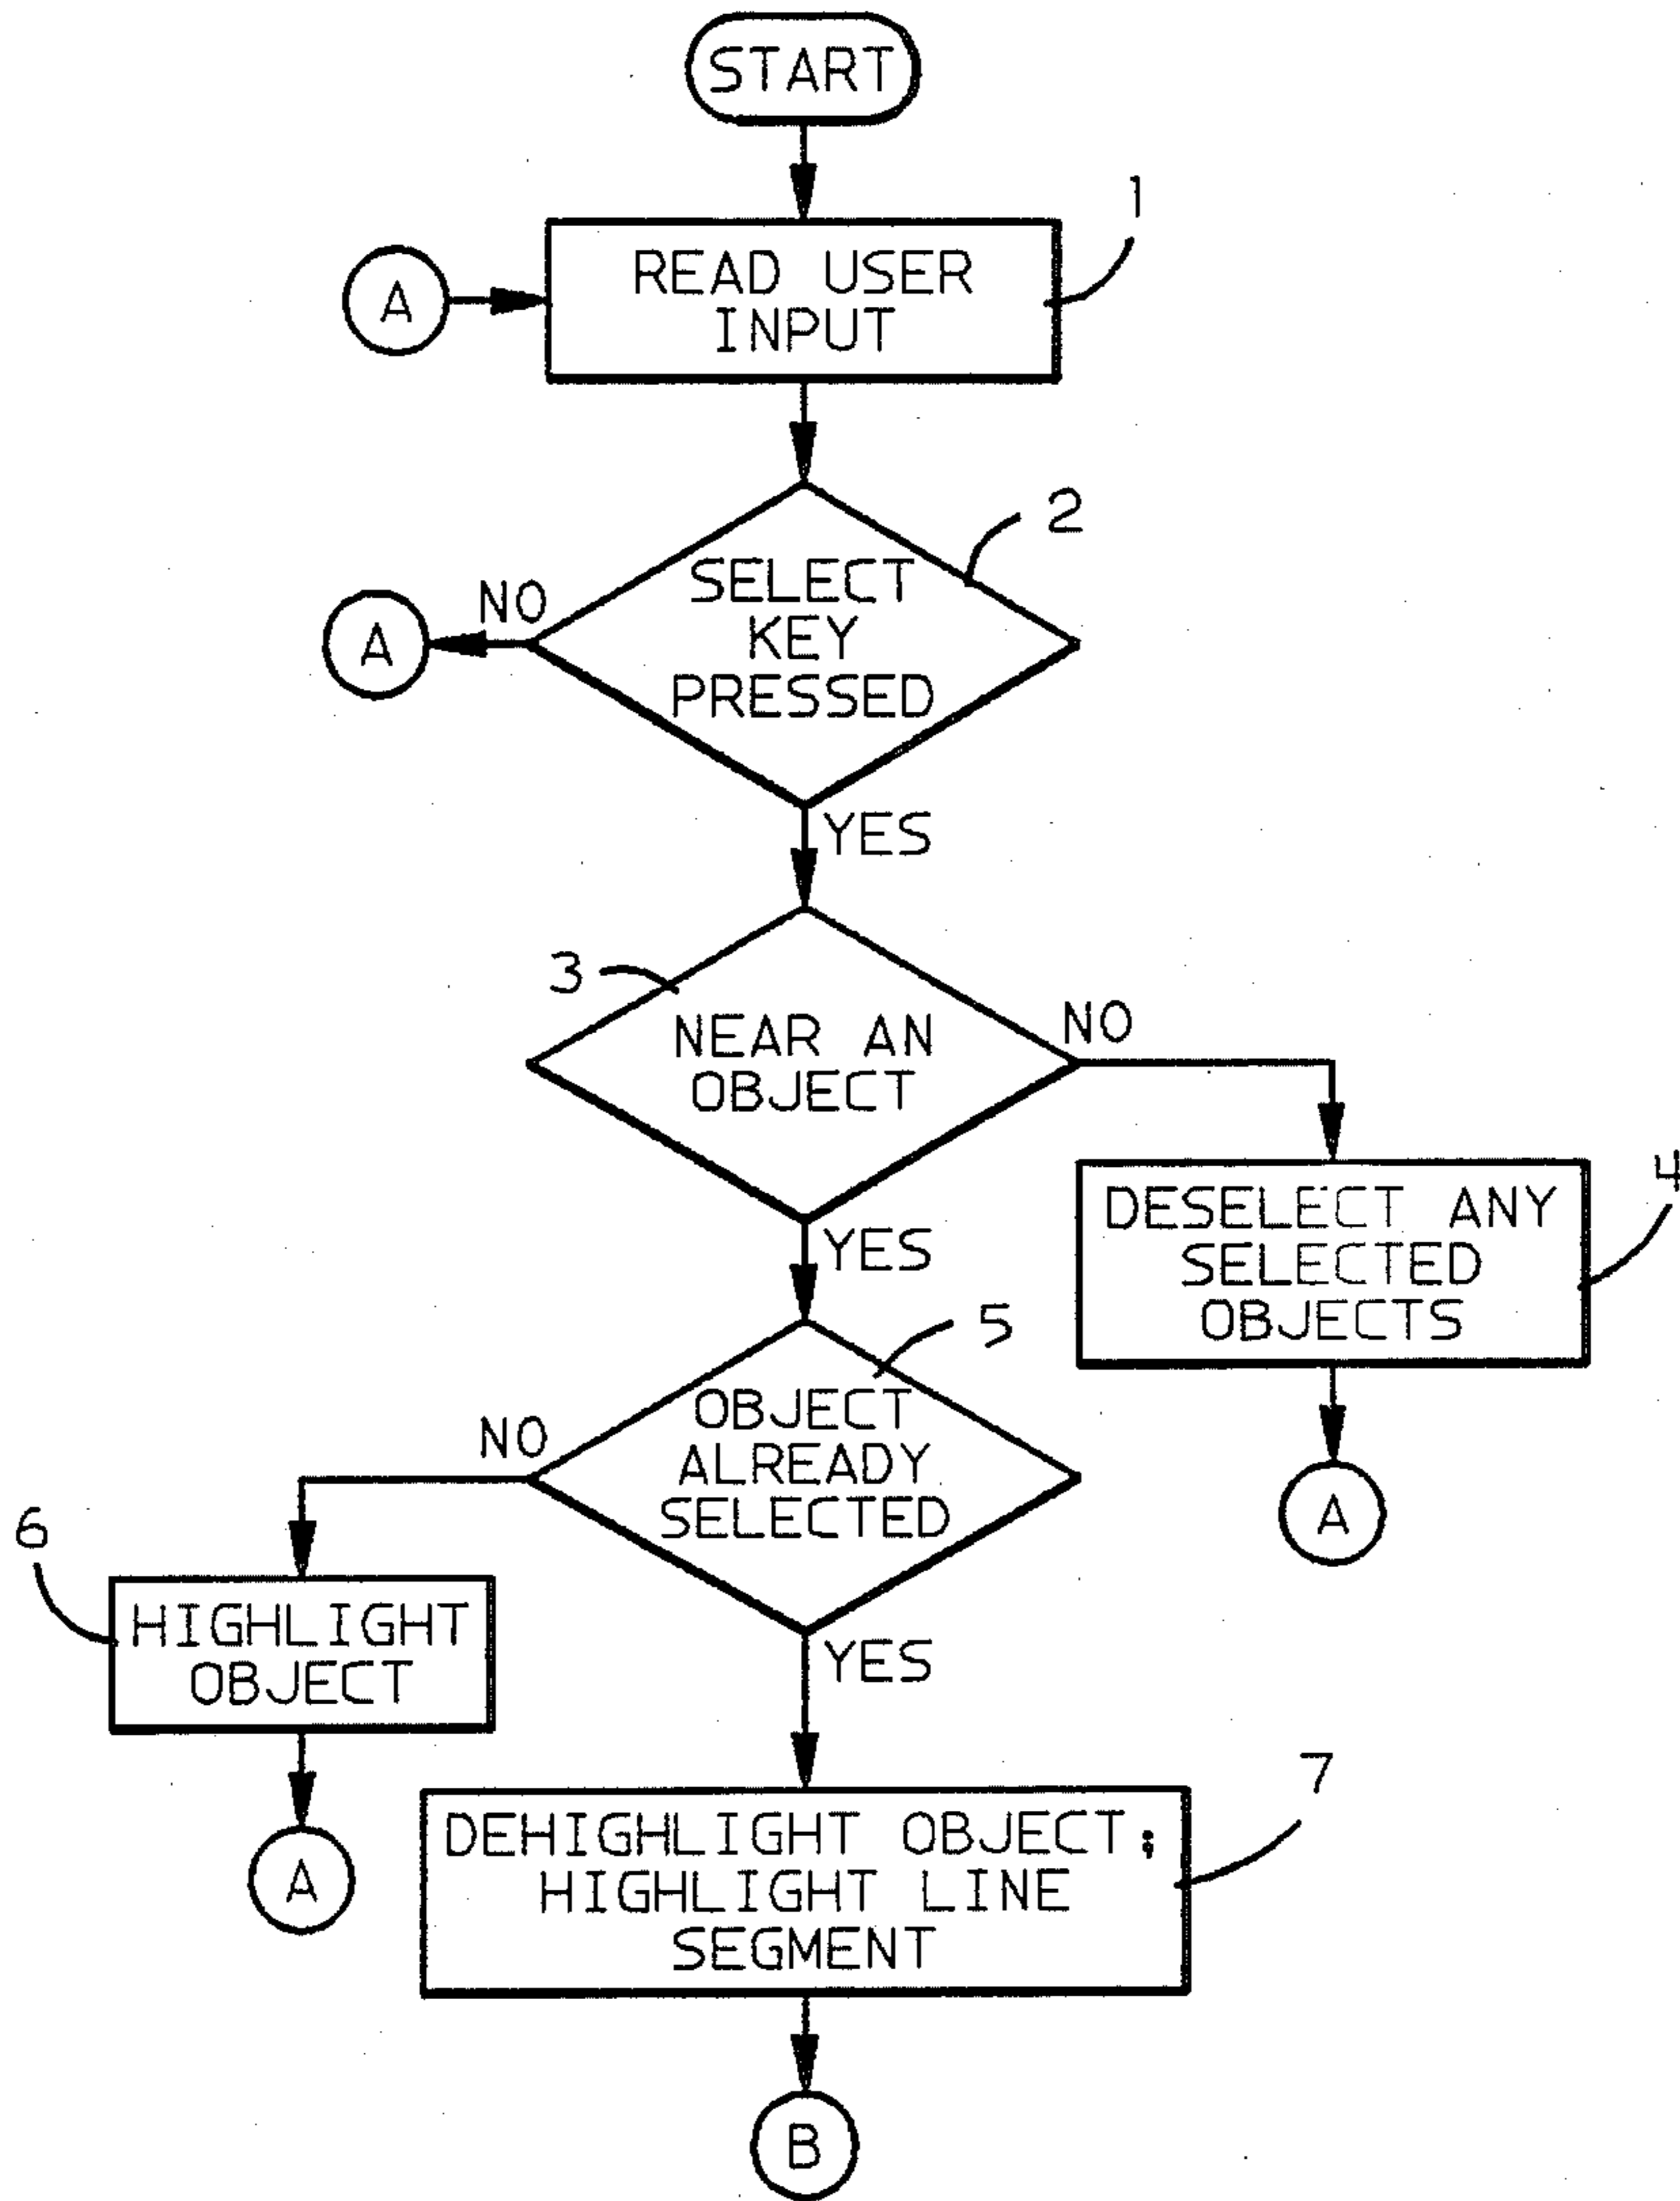 START
1
A
READ USER
INPUT
2
NO
A
SELECT
KEY
PRESSED
YES
3
NEAR AN
OBJECT
NO
4
DESELECT ANY
SELECTED
OBJECTS
A
YES
5
OBJECT
ALREADY
SELECTED
NO
6
HIGHLIGHT
OBJECT
A
YES
7
DEHIGHLIGHT OBJECT;
HIGHLIGHT LINE
SEGMENT
B